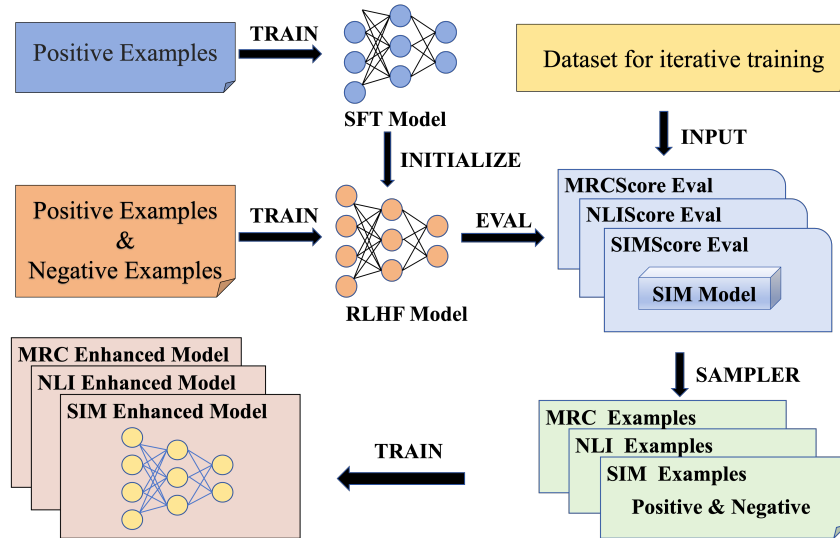 Positive Examples
TRAIN
SFT Model
Dataset for iterative training
INITIALIZE
INPUT
Positive Examples
&
Negative Examples
TRAIN
RLHF Model
EVAL
MRCScore Eval
NLIScore Eval
SIMScore Eval
SIM Model
SAMPLER
MRC Examples
NLI Examples
SIM Examples
Positive & Negative
TRAIN
MRC Enhanced Model
NLI Enhanced Model
SIM Enhanced Model